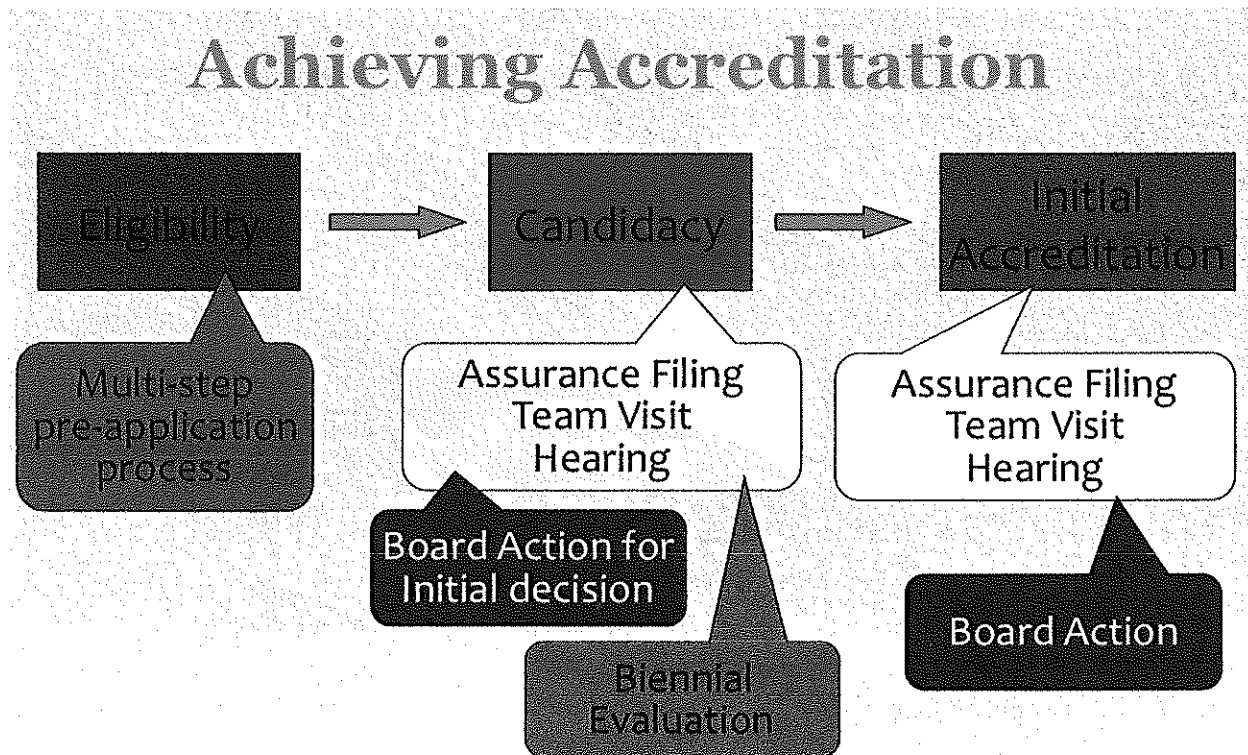 Achieving Accreditation
Eligibility
Candidacy
Initial
Accreditation
Multi-step
pre-application
process
Assurance Filing
Team Visit
Hearing
Assurance Filing
Team Visit
Hearing
Board Action for
Initial decision
Board Action
Biennial
Evaluation